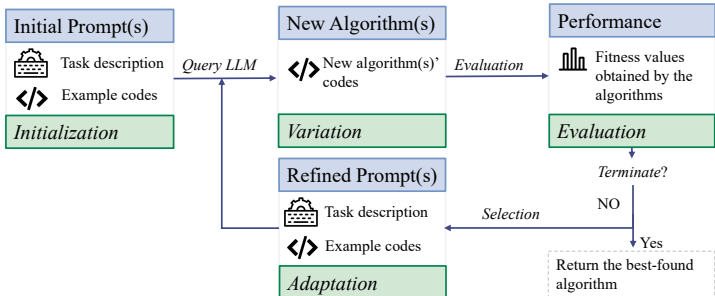 Initial Prompt(s)
Task description
Example codes
Initialization
Query LLM
New Algorithm(s)
</> New algorithm(s)'
codes
Variation
Evaluation
Performance
Fitness values
obtained by the
algorithms
Evaluation
Terminate?
NO
Yes
Return the best-found
algorithm
Selection
Refined Prompt(s)
Task description
Example codes
Adaptation